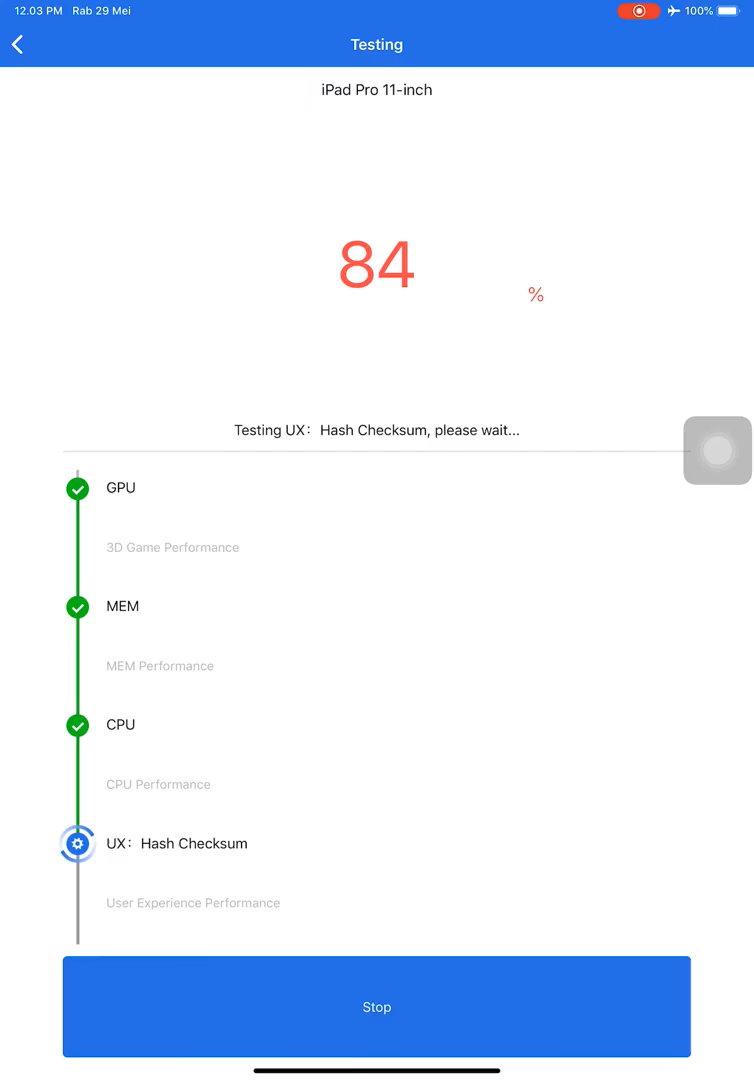 12.03 PM Rab 29 Mei 100%
Testing
iPad Pro 11-inch
84 %
Testing UX: Hash Checksum, please wait...
GPU
3D Game Performance
MEM
MEM Performance
CPU
CPU Performance
UX: Hash Checksum
User Experience Performance
Stop